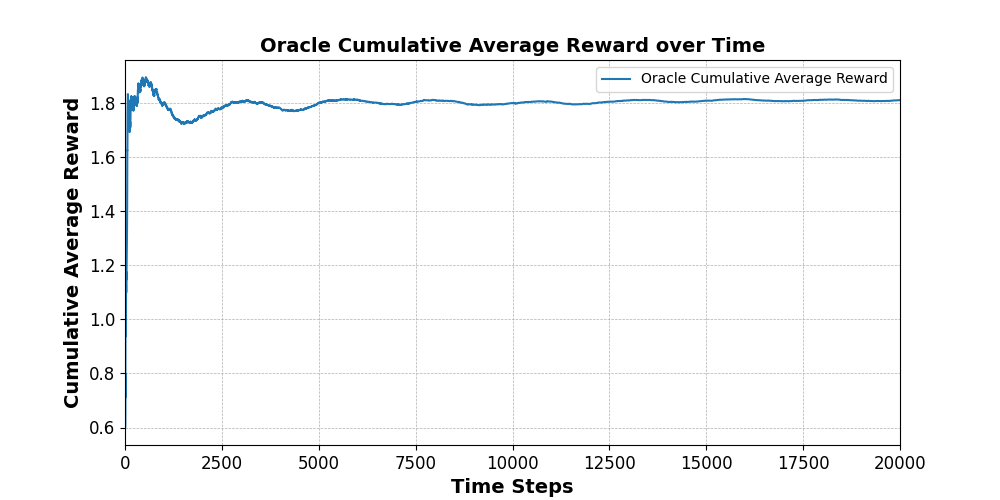 Oracle Cumulative Average Reward over Time
Oracle Cumulative Average Reward
Cumulative Average Reward
1.8
1.6
1.4
1.2
1.0
0.8
0.6
0 2500 5000 7500 10000 12500 15000 17500 20000
Time Steps